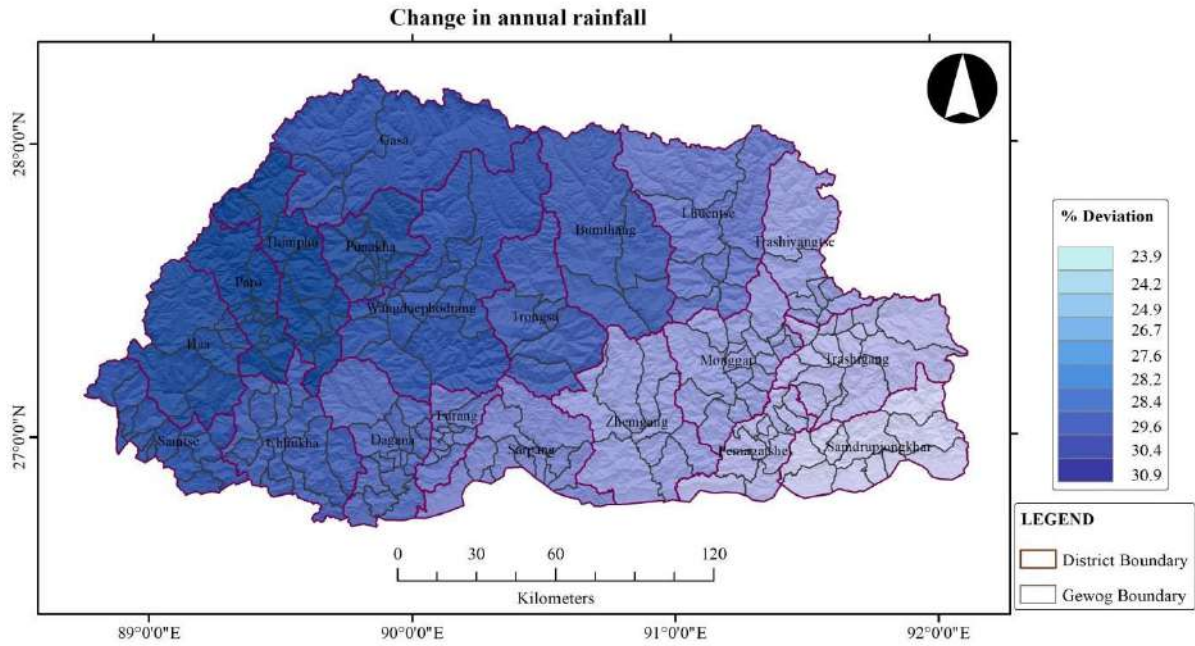 Change in annual rainfall
28°0'0"N
27°0'0"N
Gasa
Thimphu
Punakha
Paro
Haa
Wangduephodrang
Bumthang
Lhuentse
Trashiyangtse
Trongsa
Monggar
Trashigang
Samtse
Chhukha
Dagana
Tsirang
Sarpang
Zhemgang
Pemagatshel
Samdrupjongkhar
0 30 60 120
Kilometers
89°0'0"E 90°0'0"E 91°0'0"E 92°0'0"E
% Deviation
23.9
24.2
24.9
26.7
27.6
28.2
28.4
29.6
30.4
30.9
LEGEND
District Boundary
Gewog Boundary